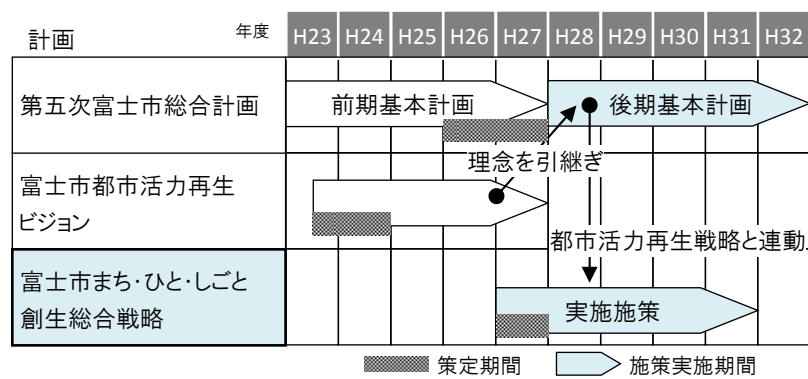 計画 年度 H23 H24 H25 H26 H27 H28 H29 H30 H31 H32
第五次富士市総合計画 前期基本計画 後期基本計画
理念を引継ぎ
富士市都市活力再生
ビジョン
都市活力再生戦略と連動
富士市まち・ひと・しごと
創生総合戦略
実施施策
策定期間 施策実施期間